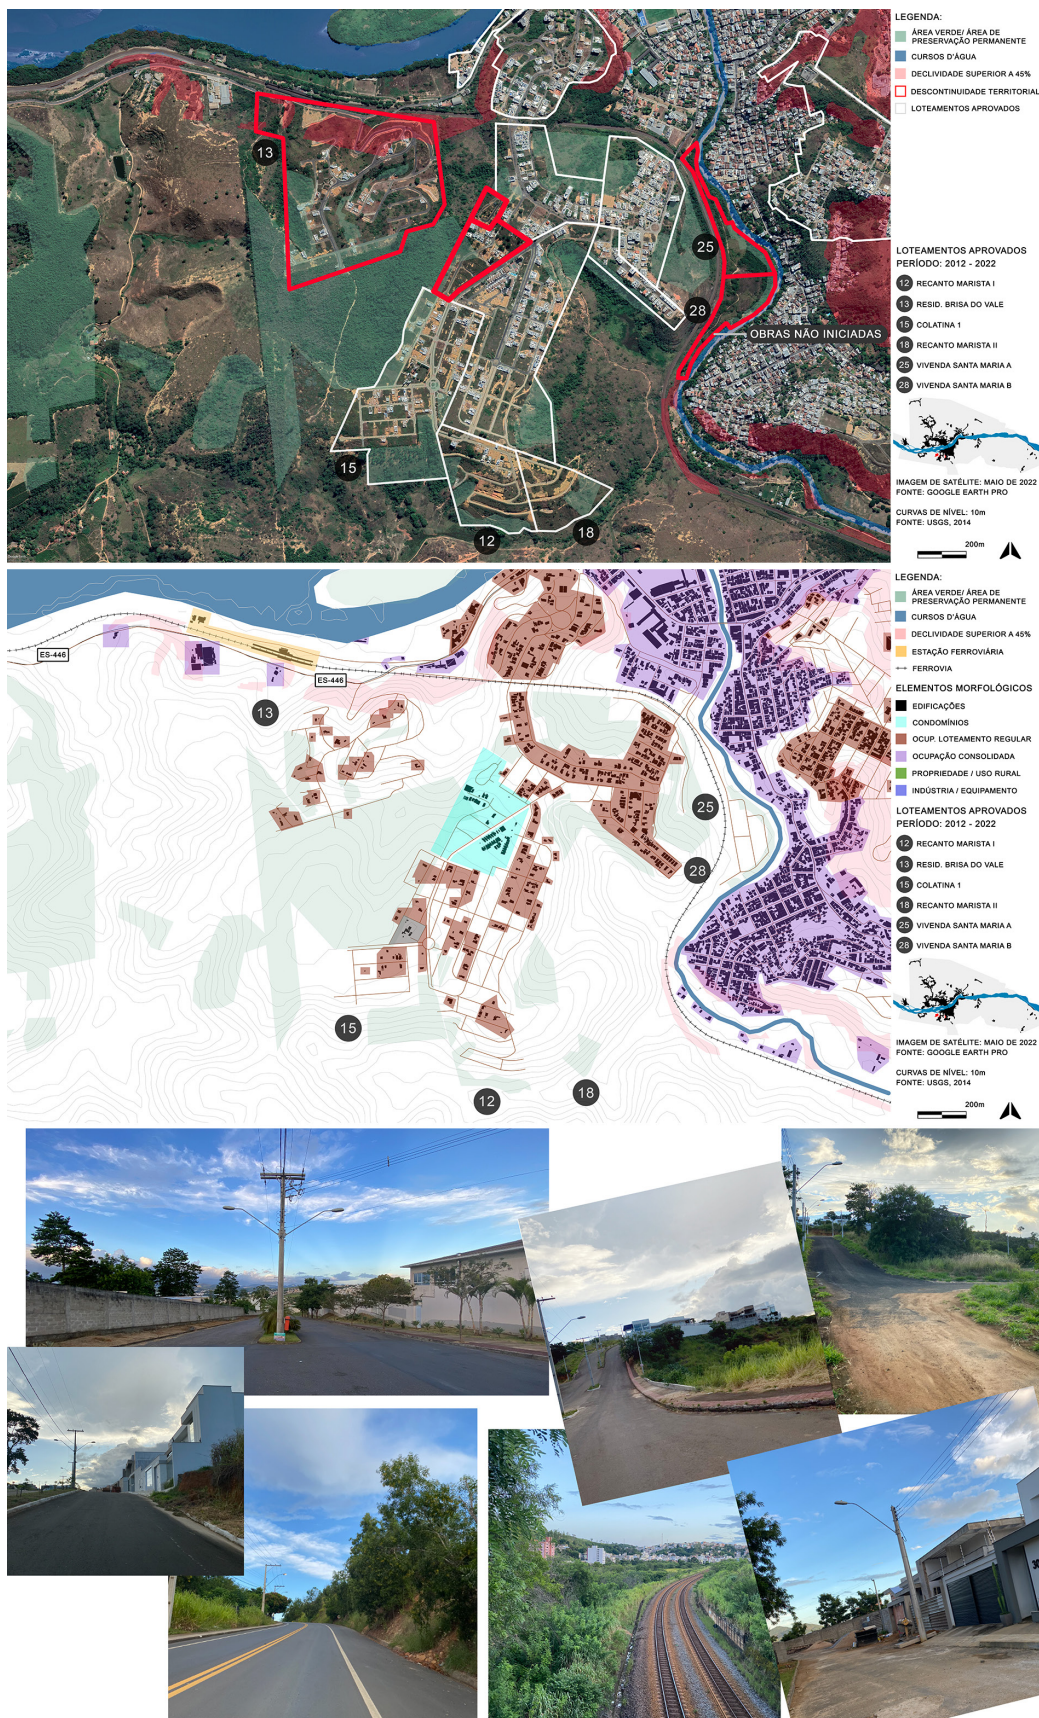 LEGENDA:
ÁREA VERDE/ ÁREA DE
PRESERVAÇÃO PERMANENTE
CURSOS D'ÁGUA
DECLIVIDADE SUPERIOR A 45%
DESCONTINUIDADE TERRITORIAL
LOTEAMENTOS APROVADOS
13
25
28
OBRAS NÃO INICIADAS
15
12
18
LOTEAMENTOS APROVADOS
PERÍODO: 2012 - 2022
12 RECANTO MARISTA I
13 RESID. BRISA DO VALE
15 COLATINA 1
18 RECANTO MARISTA II
25 VIVENDA SANTA MARIA A
28 VIVENDA SANTA MARIA B
IMAGEM DE SATÉLITE: MAIO DE 2022
FONTE: GOOGLE EARTH PRO
CURVAS DE NÍVEL: 10m
FONTE: USGS, 2014
200m
LEGENDA:
ÁREA VERDE/ ÁREA DE
PRESERVAÇÃO PERMANENTE
CURSOS D'ÁGUA
DECLIVIDADE SUPERIOR A 45%
ESTAÇÃO FERROVIÁRIA
FERROVIA
ELEMENTOS MORFOLÓGICOS
EDIFICAÇÕES
CONDOMÍNIOS
OCUP. LOTEAMENTO REGULAR
OCUPAÇÃO CONSOLIDADA
PROPRIEDADE / USO RURAL
INDÚSTRIA / EQUIPAMENTO
ES-446
ES-446
13
25
28
15
12
18
LOTEAMENTOS APROVADOS
PERÍODO: 2012 - 2022
12 RECANTO MARISTA I
13 RESID. BRISA DO VALE
15 COLATINA 1
18 RECANTO MARISTA II
25 VIVENDA SANTA MARIA A
28 VIVENDA SANTA MARIA B
IMAGEM DE SATÉLITE: MAIO DE 2022
FONTE: GOOGLE EARTH PRO
CURVAS DE NÍVEL: 10m
FONTE: USGS, 2014
200m